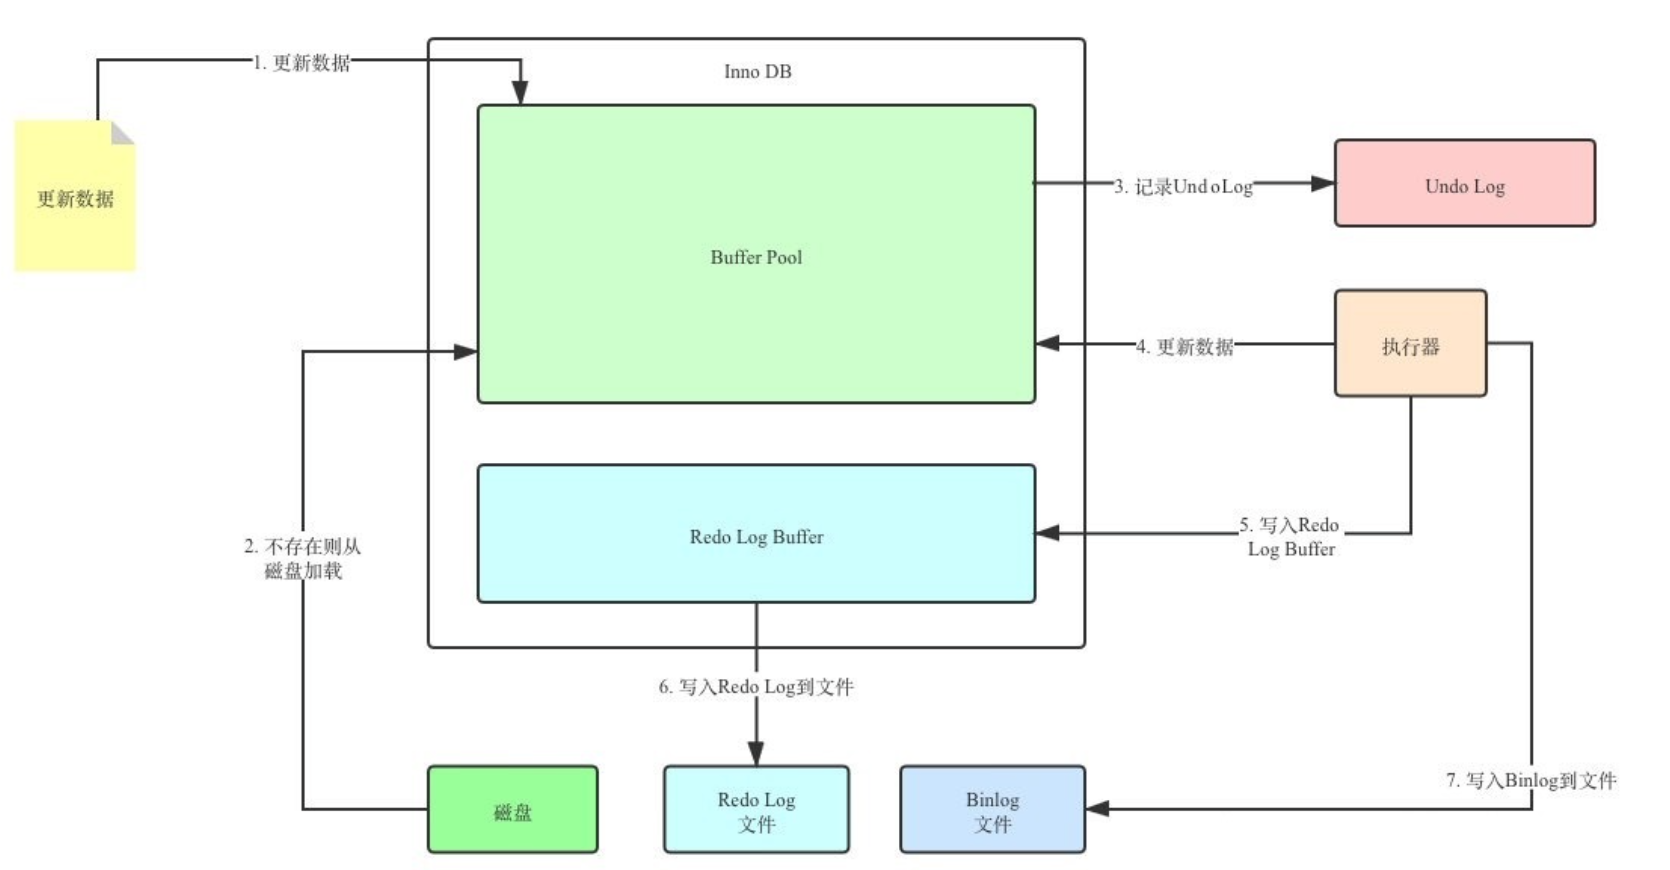 1. 更新数据
Inno DB
更新数据
Buffer Pool
3. 记录UndoLog
Undo Log
4. 更新数据
执行器
2. 不存在则从
磁盘加载
Redo Log Buffer
5. 写入Redo
Log Buffer
6. 写入Redo Log到文件
7. 写入Binlog到文件
磁盘
Redo Log
文件
Binlog
文件